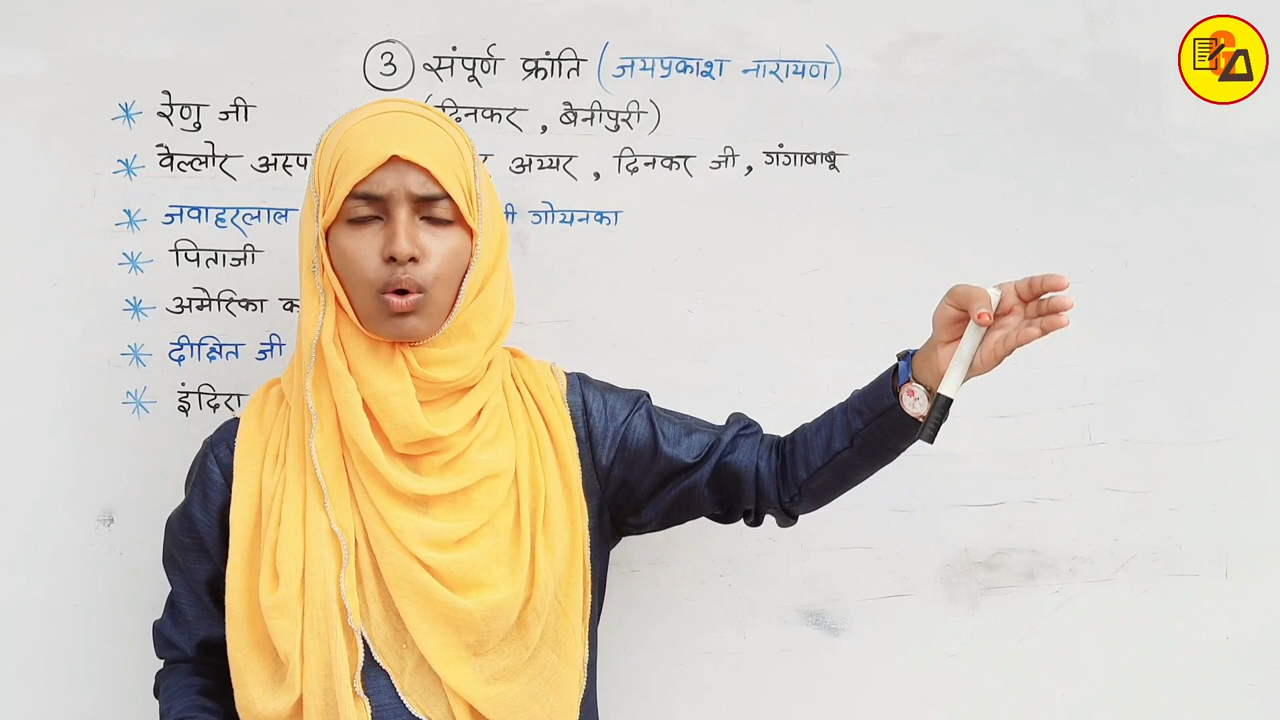 3 संपूर्ण क्रांति (जयप्रकाश नारायण)
* रेणु जी (दिनकर , बेनीपुरी)
* वेल्लोर अस्प अय्यर , दिनकर जी, गंगाबाबू
* जवाहरलाल गोयनका
* पिताजी
* अमेरिका
* दीक्षित जी
* इंदिरा